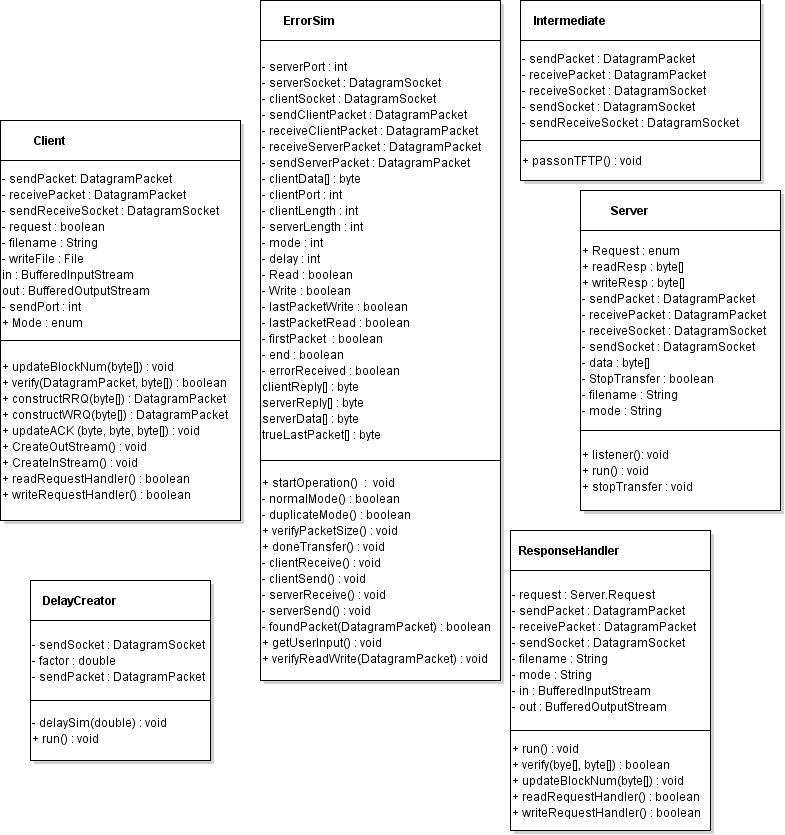 Client
- sendPacket: DatagramPacket
- receivePacket : DatagramPacket
- sendReceiveSocket : DatagramSocket
- request : boolean
- filename : String
- writeFile : File
in : BufferedInputStream
out : BufferedOutputStream
- sendPort : int
+ Mode : enum
+ updateBlockNum(byte[]) : void
+ verify(DatagramPacket, byte[]) : boolean
+ constructRRQ(byte[]) : DatagramPacket
+ constructWRQ(byte[]) : DatagramPacket
+ updateACK (byte, byte, byte[]) : void
+ CreateOutStream() : void
+ CreateInStream() : void
+ readRequestHandler() : boolean
+ writeRequestHandler() : boolean
DelayCreator
- sendSocket : DatagramSocket
- factor : double
- sendPacket : DatagramPacket
- delaySim(double) : void
+ run() : void
ErrorSim
- serverPort : int
- serverSocket : DatagramSocket
- clientSocket : DatagramSocket
- sendClientPacket : DatagramPacket
- receiveClientPacket : DatagramPacket
- receiveServerPacket : DatagramPacket
- sendServerPacket : DatagramPacket
- clientData[] : byte
- clientPort : int
- clientLength : int
- serverLength : int
- mode : int
- delay : int
- Read : boolean
- Write : boolean
- lastPacketWrite : boolean
- lastPacketRead : boolean
- firstPacket : boolean
- end : boolean
- errorReceived : boolean
clientReply[] : byte
serverReply[] : byte
serverData[] : byte
trueLastPacket[] : byte
+ startOperation() : void
- normalMode() : boolean
- duplicateMode() : boolean
+ verifyPacketSize() : void
+ doneTransfer() : void
- clientReceive() : void
- clientSend() : void
- serverReceive() : void
- serverSend() : void
- foundPacket(DatagramPacket) : boolean
+ getUserInput() : void
+ verifyReadWrite(DatagramPacket) : void
Intermediate
- sendPacket : DatagramPacket
- receivePacket : DatagramPacket
- receiveSocket : DatagramSocket
- sendSocket : DatagramSocket
- sendReceiveSocket : DatagramSocket
+ passonTFTP() : void
Server
+ Request : enum
+ readResp : byte[]
+ writeResp : byte[]
- sendPacket : DatagramPacket
- receivePacket : DatagramPacket
- receiveSocket : DatagramSocket
- sendSocket : DatagramSocket
- data : byte[]
- StopTransfer : boolean
- filename : String
- mode : String
+ listener(): void
+ run() : void
+ stopTransfer : void
ResponseHandler
- request : Server.Request
- sendPacket : DatagramPacket
- receivePacket : DatagramPacket
- sendSocket : DatagramSocket
- filename : String
- mode : String
- in : BufferedInputStream
- out : BufferedOutputStream
+ run() : void
+ verify(bye[], byte[]) : boolean
+ updateBlockNum(byte[]) : void
+ readRequestHandler() : boolean
+ writeRequestHandler() : boolean